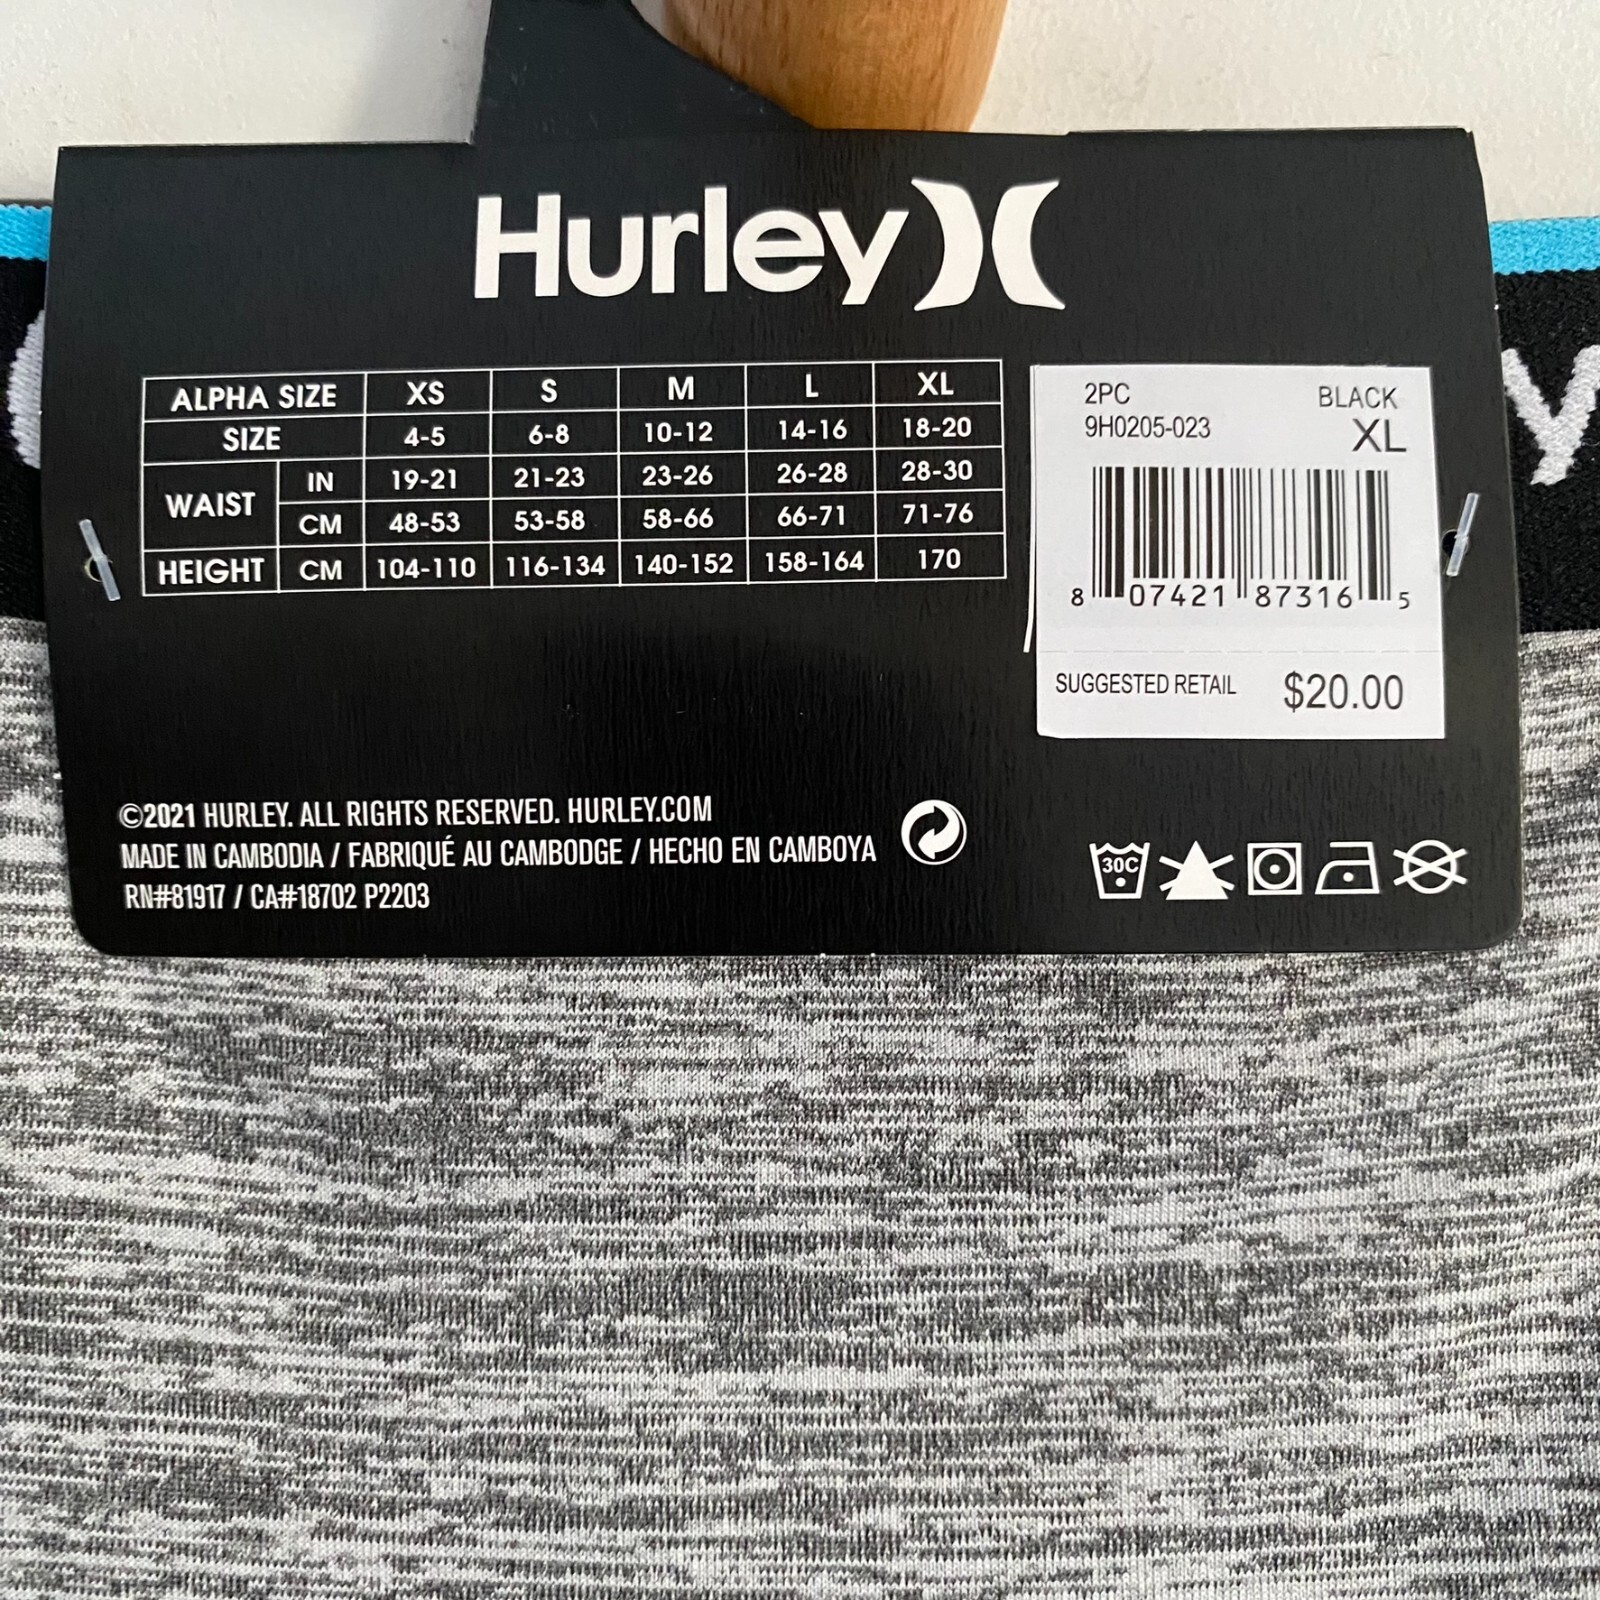 Hurley
ALPHA SIZE XS S M L XL
SIZE 4-5 6-8 10-12 14-16 18-20
WAIST IN 19-21 21-23 23-26 26-28 28-30
CM 48-53 53-58 58-66 66-71 71-76
HEIGHT CM 104-110 116-134 140-152 158-164 170
2PC BLACK
9H0205-023 XL
8 07421 87316 5
SUGGESTED RETAIL $20.00
©2021 HURLEY. ALL RIGHTS RESERVED. HURLEY.COM
MADE IN CAMBODIA / FABRIQUÉ AU CAMBODGE / HECHO EN CAMBOYA
RN#81917 / CA#18702 P2203
30C
y